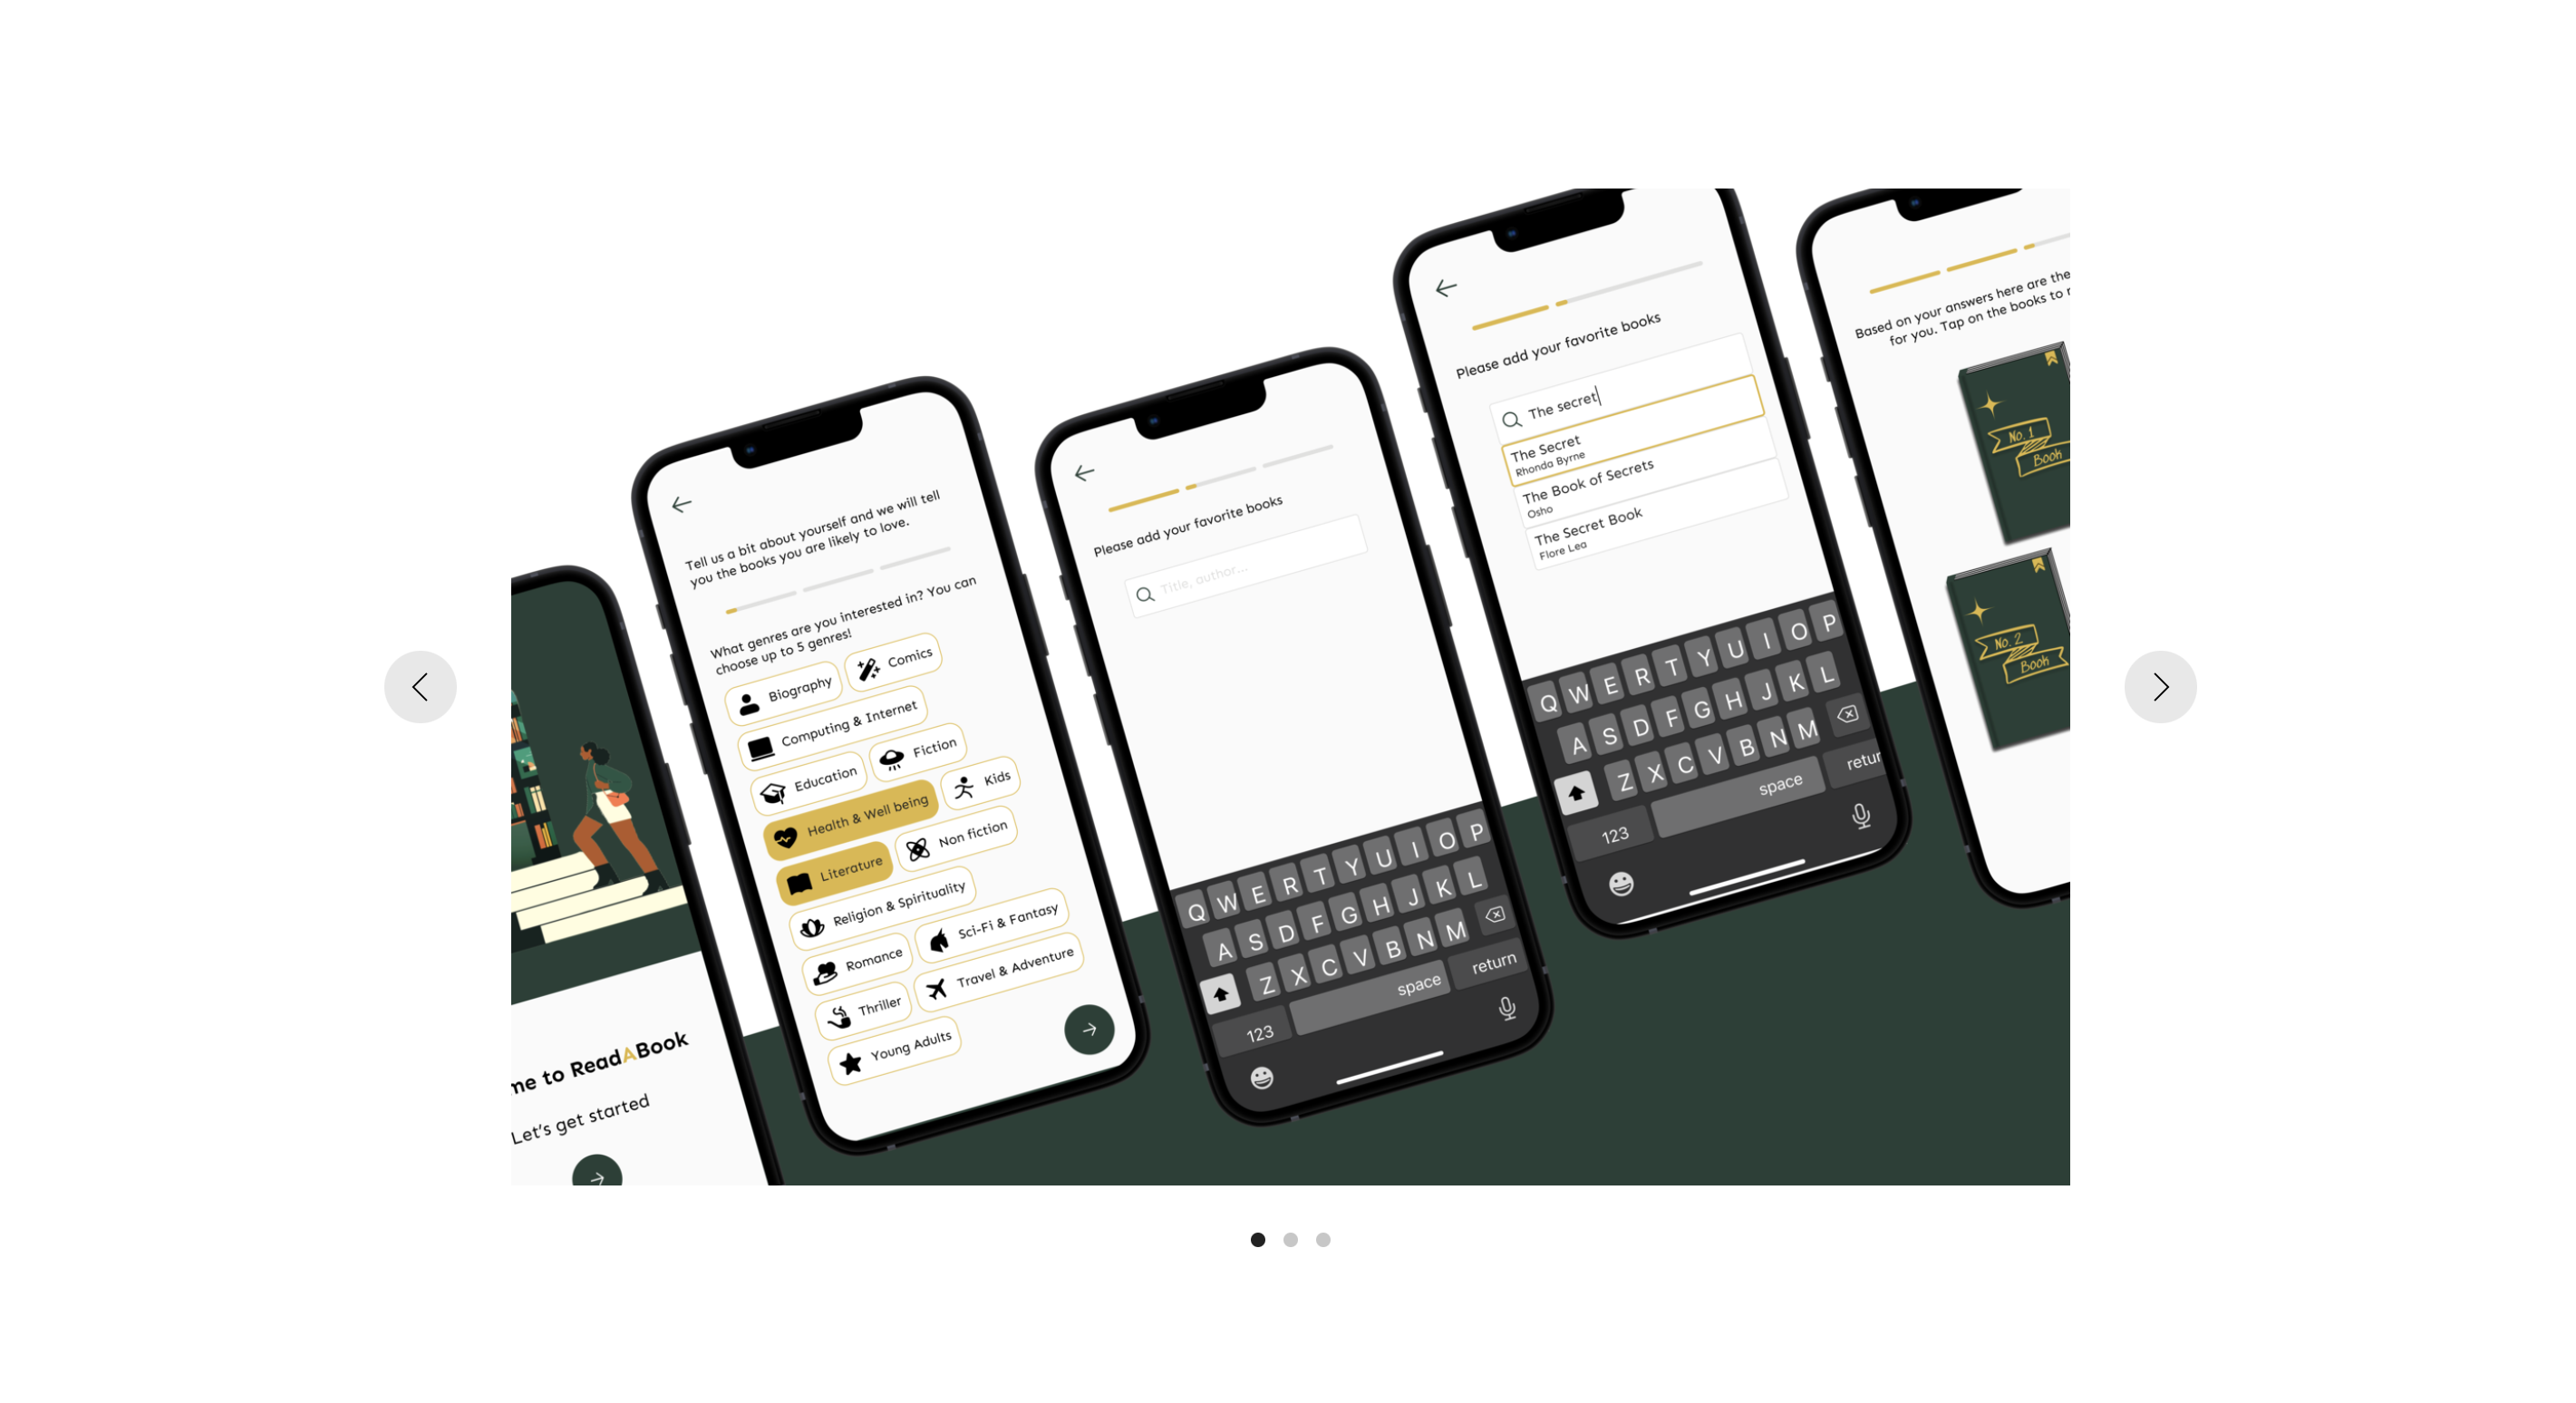 me to ReadABook
Let's get started
Tell us a bit about yourself and we will tell
you the books you are likely to love.
What genres are you interested in? You can
choose up to 5 genres!
Biography
Comics
Computing & Internet
Education
Fiction
Health & Well being
Kids
Literature
Non fiction
Religion & Spirituality
Romance
Sci-Fi & Fantasy
Thriller
Travel & Adventure
Young Adults
Please add your favorite books
Title, author...
Q W E R T Y U I O P
A S D F G H J K L
Z X C V B N M
123 space return
Please add your favorite books
The secret
The Secret
Rhonda Byrne
The Book of Secrets
Osho
The Secret Book
Flore Lea
Q W E R T Y U I O P
A S D F G H J K L
Z X C V B N M
123 space retur
Based on your answers here are the
for you. Tap on the books to r
No. 1
Book
No. 2
Book